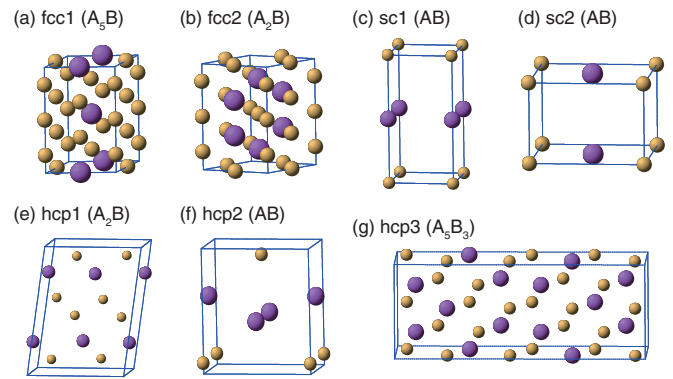 (a) fcc1 (A₅B)
(b) fcc2 (A₂B)
(c) sc1 (AB)
(d) sc2 (AB)
(e) hcp1 (A₂B)
(f) hcp2 (AB)
(g) hcp3 (A₅B₃)